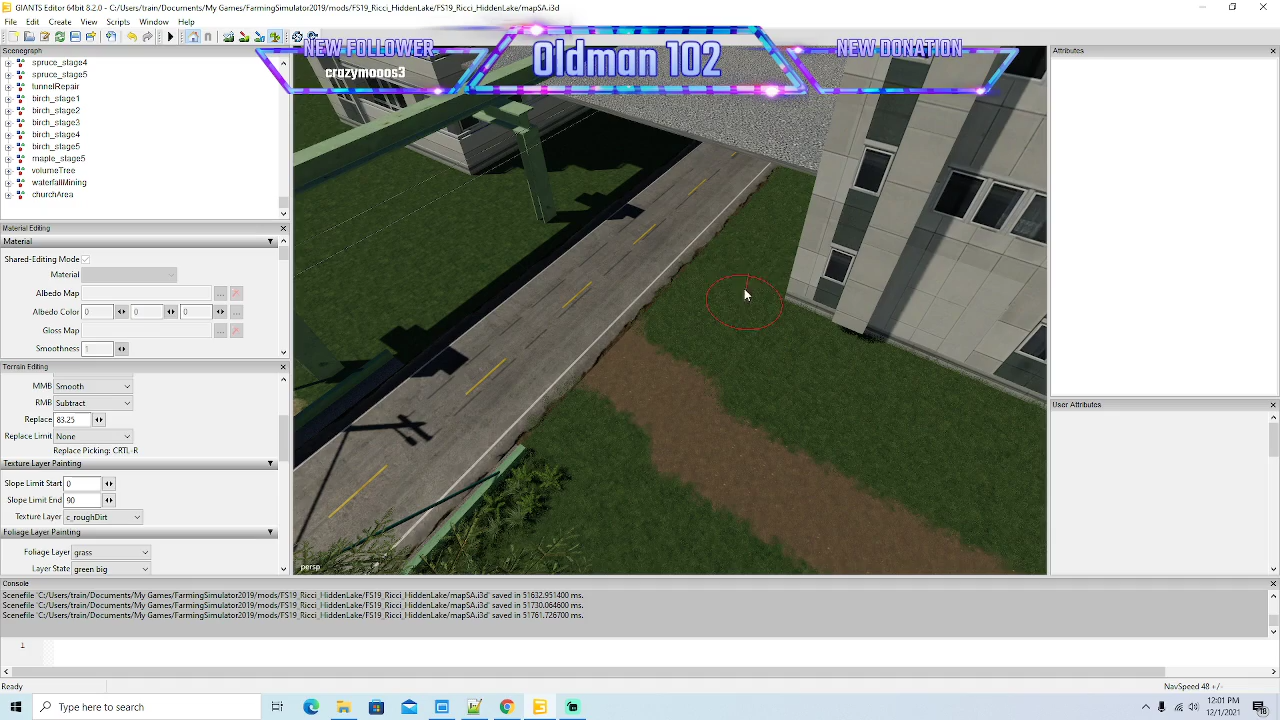 GIANTS Editor 64bit 8.2.0 - [C:/Users/train/Documents/My Games/FarmingSimulator2019/mods/FS19_Ricci_HiddenLake/FS19_Ricci_HiddenLake/mapSA.i3d]
File Edit Create View Scripts Window Help
NEW FOLLOWER
Oldman 102
NEW DONATION
crazymooos3
Scenegraph
Attributes
spruce_stage4
spruce_stage5
lumberPine
birch_stage1
birch_stage2
birch_stage3
birch_stage4
birch_stage5
maple_stage5
volumeFog
waterfallMining
churchArea
Material Editing
Material
Shared Edit
Material
Albedo Map ...
Albedo Color 0 0 0 ...
Gloss Map ...
Smoothness 1
Terrain Editing
MMB Smooth
RMB Subtract
Replace 83.25
Replace Limit None
Replace Picking: CRTL-R
Texture Layer Painting
Slope Limit Start 0
Slope Limit End 90
Texture Layer c_roughDirt
Foliage Layer Painting
Foliage Layer grass
Layer State green big
persp
User Attributes
Console
Scenefile 'C:/Users/train/Documents/My Games/FarmingSimulator2019/mods/FS19_Ricci_HiddenLake/FS19_Ricci_HiddenLake/mapSA.i3d' saved in 51632.951400 ms.
Scenefile 'C:/Users/train/Documents/My Games/FarmingSimulator2019/mods/FS19_Ricci_HiddenLake/FS19_Ricci_HiddenLake/mapSA.i3d' saved in 51730.064600 ms.
Scenefile 'C:/Users/train/Documents/My Games/FarmingSimulator2019/mods/FS19_Ricci_HiddenLake/FS19_Ricci_HiddenLake/mapSA.i3d' saved in 51761.726700 ms.
1
Ready
NavSpeed 48 +/-
Type here to search
12:01 PM
12/1/2021